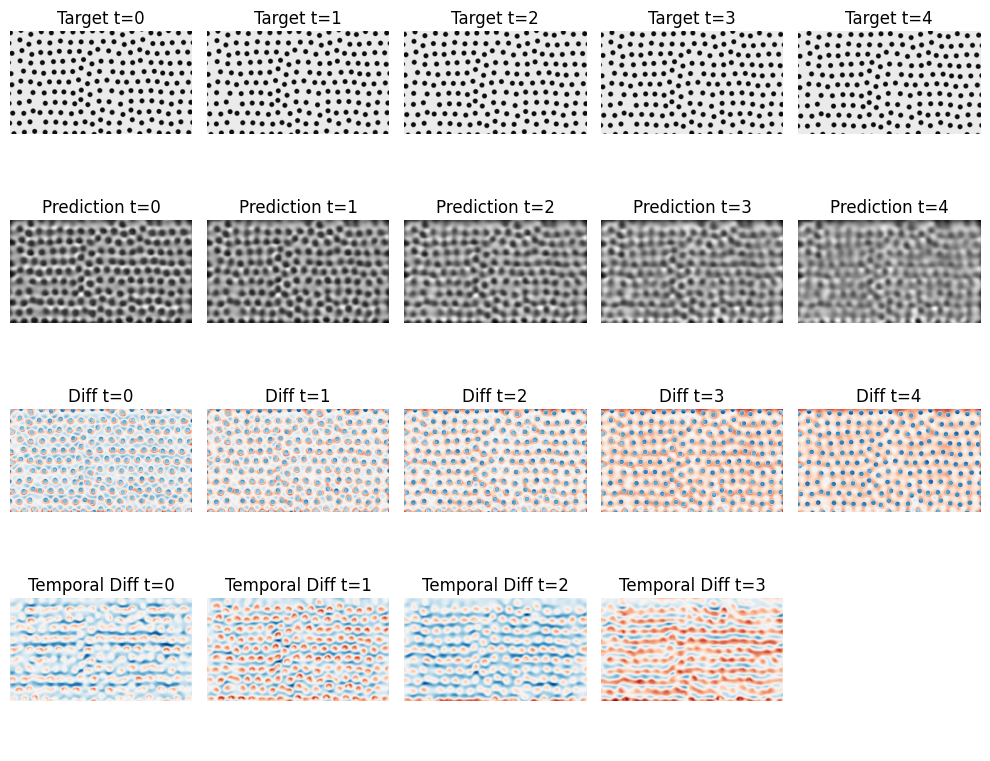 Target t=0 Target t=1 Target t=2 Target t=3 Target t=4
Prediction t=0 Prediction t=1 Prediction t=2 Prediction t=3 Prediction t=4
Diff t=0 Diff t=1 Diff t=2 Diff t=3 Diff t=4
Temporal Diff t=0 Temporal Diff t=1 Temporal Diff t=2 Temporal Diff t=3